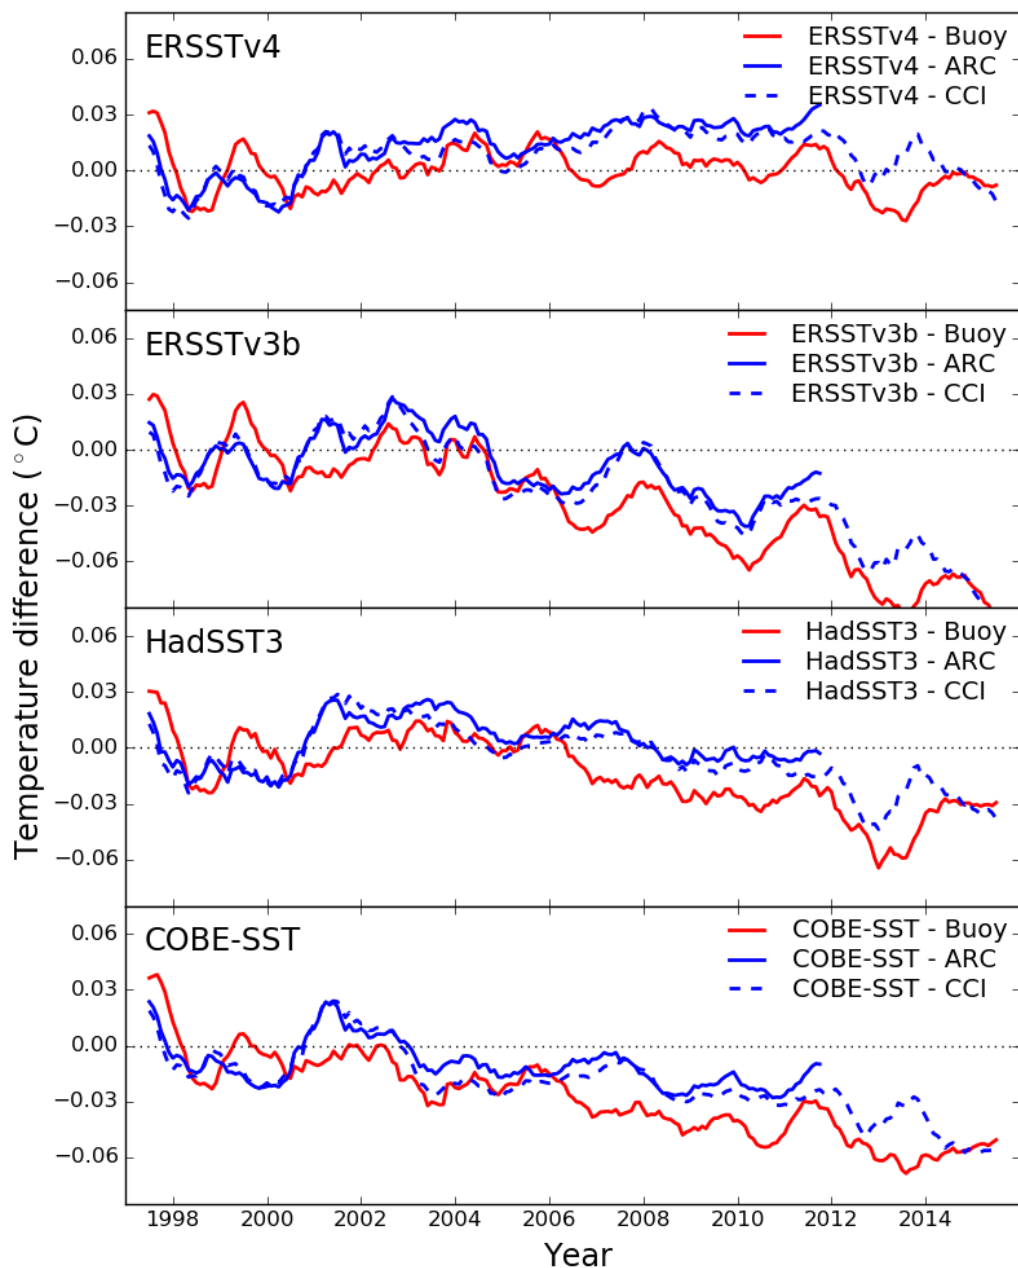 ERSSTv4
ERSSTv4 - Buoy
ERSSTv4 - ARC
ERSSTv4 - CCI
0.06
0.03
0.00
−0.03
−0.06
ERSSTv3b
ERSSTv3b - Buoy
ERSSTv3b - ARC
ERSSTv3b - CCI
0.06
0.03
0.00
−0.03
−0.06
HadSST3
HadSST3 - Buoy
HadSST3 - ARC
HadSST3 - CCI
0.06
0.03
0.00
−0.03
−0.06
COBE-SST
COBE-SST - Buoy
COBE-SST - ARC
COBE-SST - CCI
0.06
0.03
0.00
−0.03
−0.06
Temperature difference (°C)
1998 2000 2002 2004 2006 2008 2010 2012 2014
Year